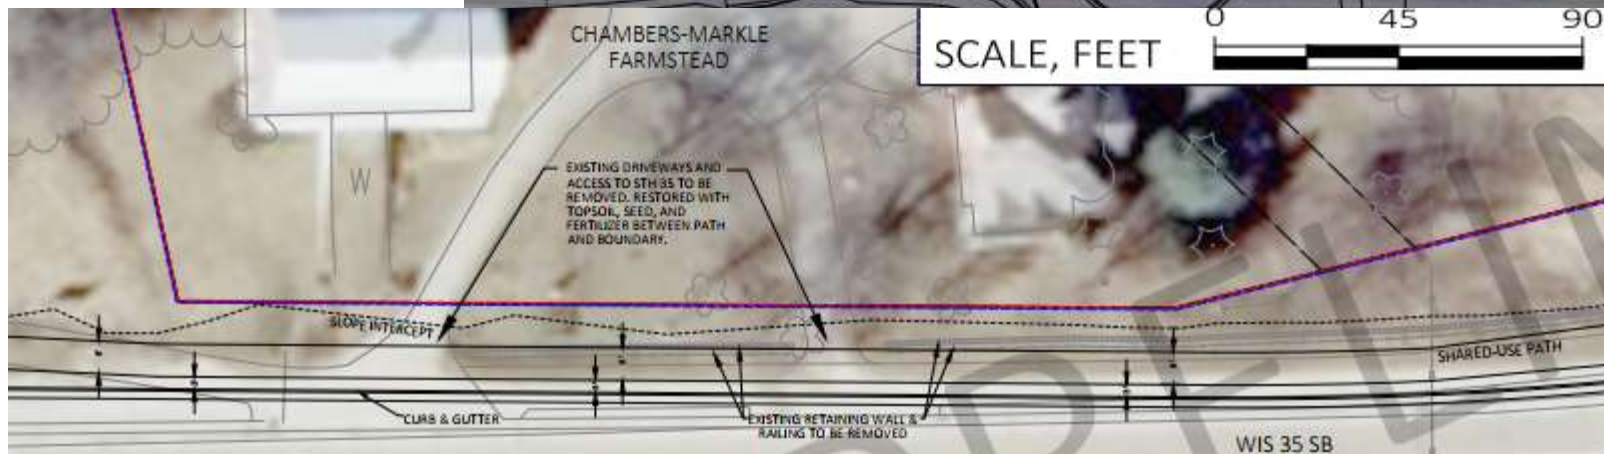 CHAMBERS-MARKLE
FARMSTEAD
SCALE, FEET
0 45 90
W
EXISTING DRIVEWAYS AND
ACCESS TO STH 35 TO BE
REMOVED. RESTORED WITH
TOPSOIL, SEED, AND
FERTILIZER BETWEEN PATH
AND BOUNDARY.
SLOPE INTERCEPT
SHARED-USE PATH
CURB & GUTTER
EXISTING RETAINING WALL &
RAILING TO BE REMOVED
WIS 35 SB